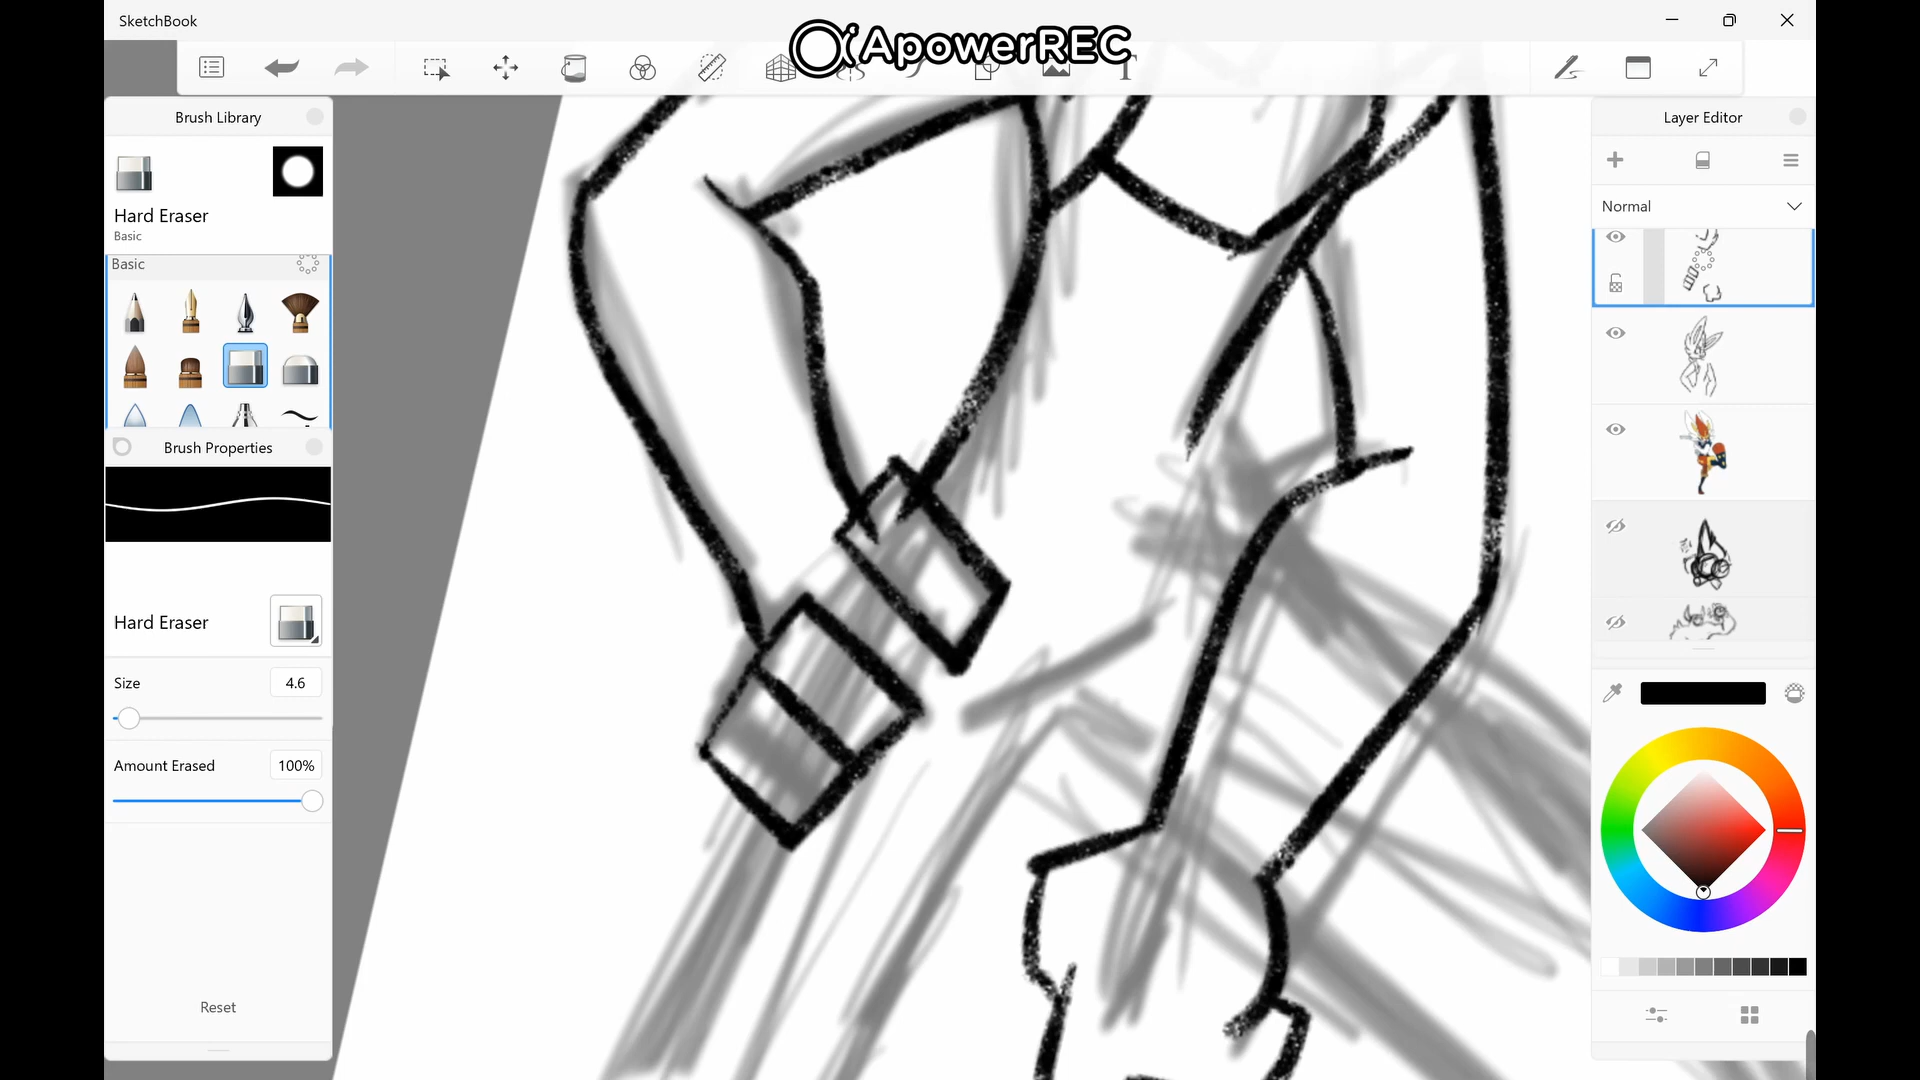 SketchBook
ApowerREC
T
Brush Library
Hard Eraser
Basic
Basic
Brush Properties
Hard Eraser
Size
4.6
Amount Erased
100%
Reset
Layer Editor
Normal